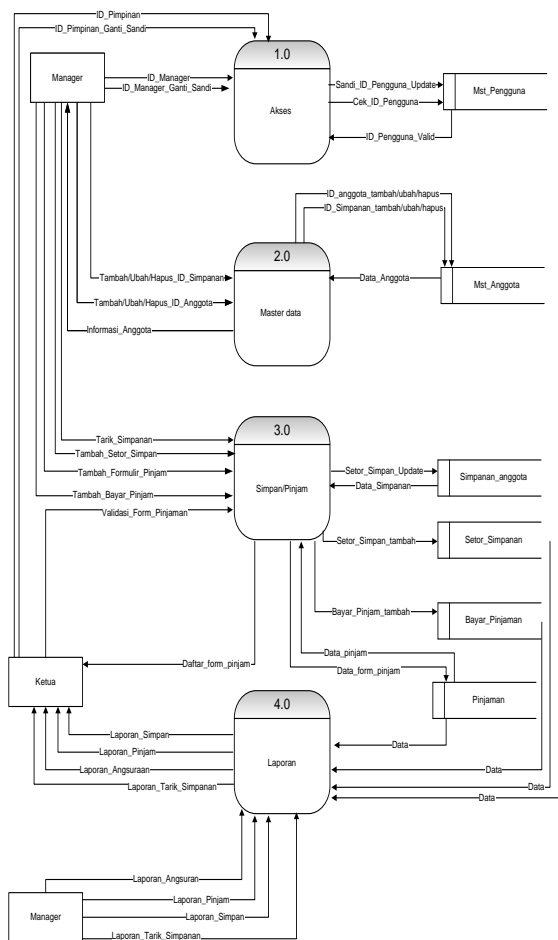 ID_Pimpinan
ID_Pimpinan_Ganti_Sandi
1.0
Akses
Manager
ID_Manager
ID_Manager_Ganti_Sandi
Sandi_ID_Pengguna_Update
Cek_ID_Pengguna
ID_Pengguna_Valid
Mst_Pengguna
ID_anggota_tambah/ubah/hapus
ID_Simpanan_tambah/ubah/hapus
2.0
Master data
Tambah/Ubah/Hapus_ID_Simpanan
Tambah/Ubah/Hapus_ID_Anggota
Informasi_Anggota
Data_Anggota
Mst_Anggota
3.0
Simpan/Pinjam
Tarik_Simpanan
Tambah_Setor_Simpan
Tambah_Formulir_Pinjam
Tambah_Bayar_Pinjam
Validasi_Form_Pinjaman
Setor_Simpan_Update
Data_Simpanan
Simpanan_anggota
Setor_Simpan_tambah
Setor_Simpanan
Bayar_Pinjam_tambah
Bayar_Pinjaman
Data_pinjam
Data_form_pinjam
Daftar_form_pinjam
Ketua
Pinjaman
4.0
Laporan
Laporan_Simpan
Laporan_Pinjam
Laporan_Angsuraan
Laporan_Tarik_Simpanan
Data
Data
Data
Data
Laporan_Angsuran
Laporan_Pinjam
Laporan_Simpan
Laporan_Tarik_Simpanan
Manager